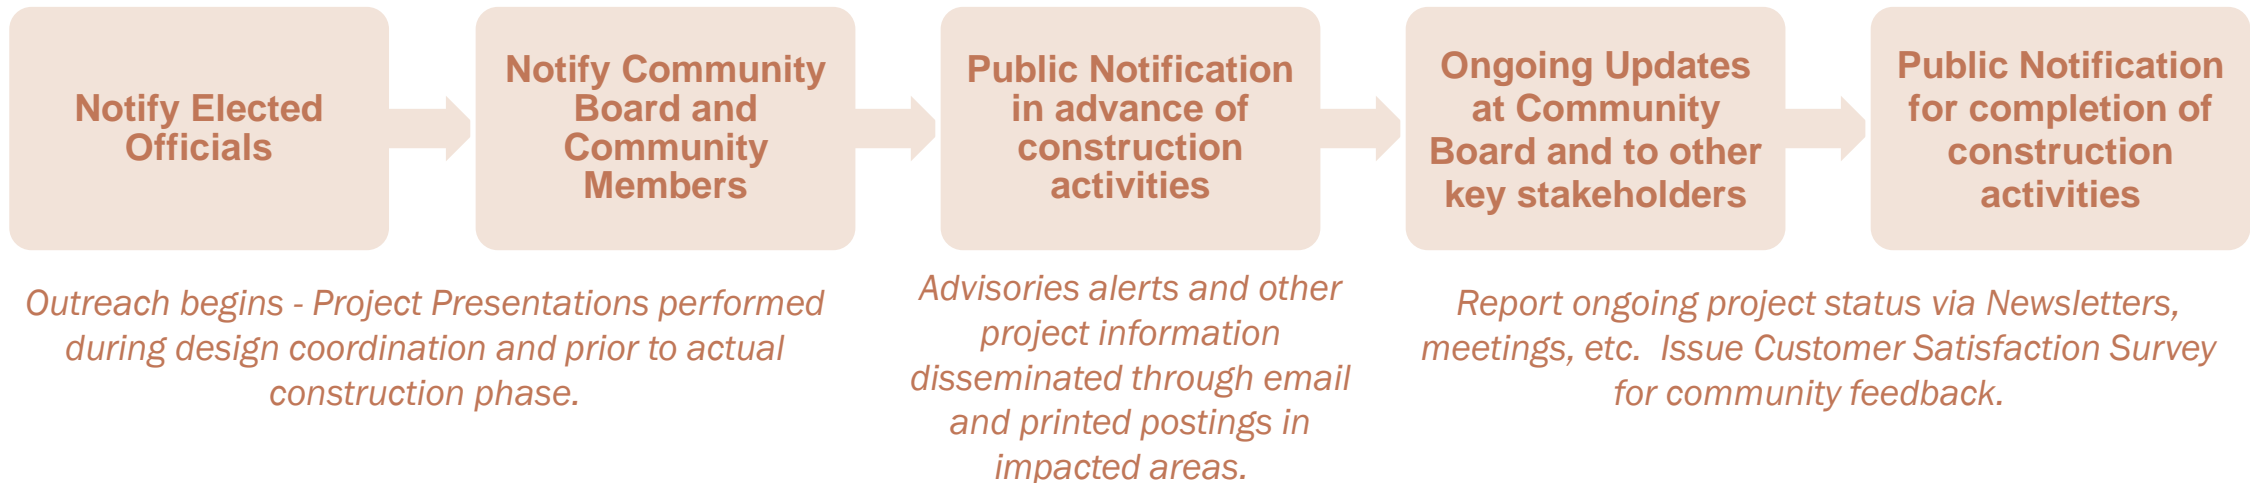 Notify Elected
Officials
Notify Community
Board and
Community
Members
Public Notification
in advance of
construction
activities
Ongoing Updates
at Community
Board and to other
key stakeholders
Public Notification
for completion of
construction
activities
Outreach begins - Project Presentations performed
during design coordination and prior to actual
construction phase.
Advisories alerts and other
project information
disseminated through email
and printed postings in
impacted areas.
Report ongoing project status via Newsletters,
meetings, etc.  Issue Customer Satisfaction Survey
for community feedback.